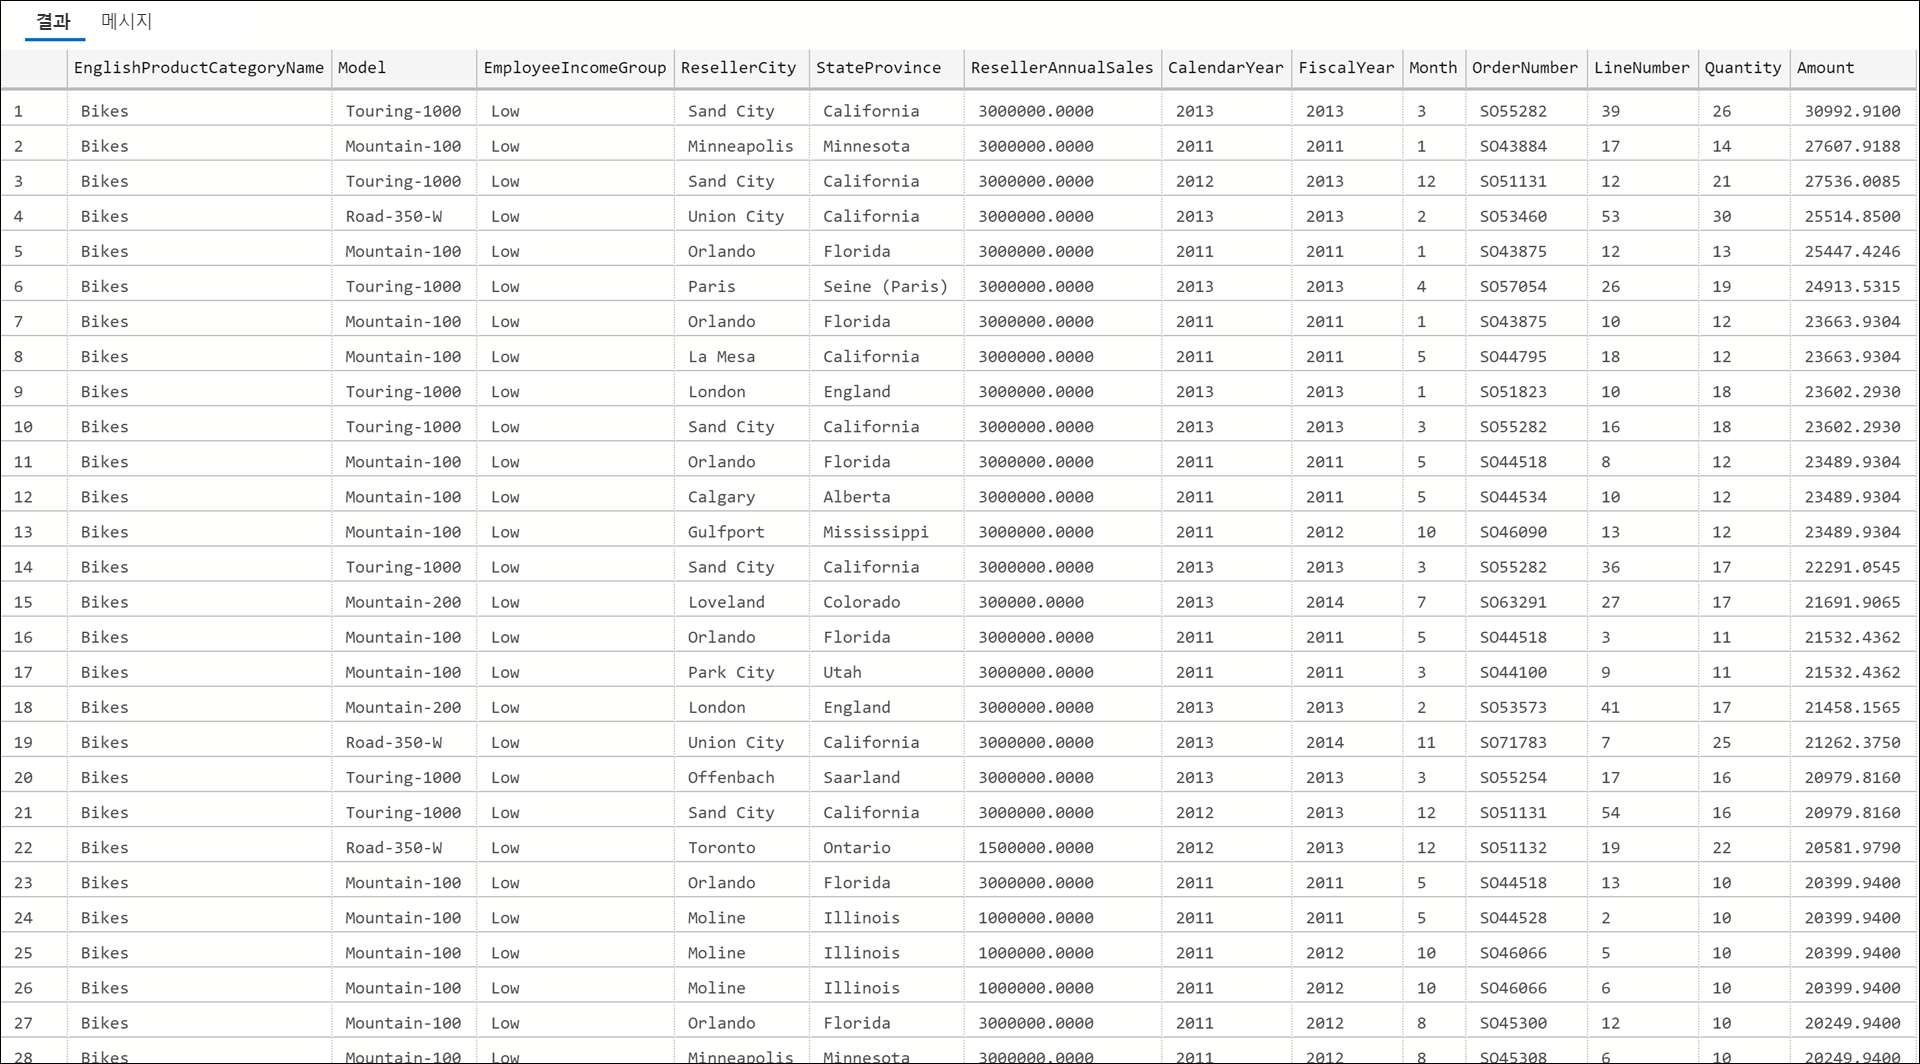 결과 메시지
EnglishProductCategoryName Model EmployeeIncomeGroup ResellerCity StateProvince ResellerAnnualSales CalendarYear FiscalYear Month OrderNumber LineNumber Quantity Amount
1 Bikes Touring-1000 Low Sand City California 3000000.0000 2013 2013 3 SO55282 39 26 30992.9100
2 Bikes Mountain-100 Low Minneapolis Minnesota 3000000.0000 2011 2011 1 SO43884 17 14 27607.9188
3 Bikes Touring-1000 Low Sand City California 3000000.0000 2012 2013 12 SO51131 12 21 27536.0085
4 Bikes Road-350-W Low Union City California 3000000.0000 2013 2013 2 SO53460 53 30 25514.8500
5 Bikes Mountain-100 Low Orlando Florida 3000000.0000 2011 2011 1 SO43875 12 13 25447.4246
6 Bikes Touring-1000 Low Paris Seine (Paris) 3000000.0000 2013 2013 4 SO57054 26 19 24913.5315
7 Bikes Mountain-100 Low Orlando Florida 3000000.0000 2011 2011 1 SO43875 10 12 23663.9304
8 Bikes Mountain-100 Low La Mesa California 3000000.0000 2011 2011 5 SO44795 18 12 23663.9304
9 Bikes Touring-1000 Low London England 3000000.0000 2013 2013 1 SO51823 10 18 23602.2930
10 Bikes Touring-1000 Low Sand City California 3000000.0000 2013 2013 3 SO55282 16 18 23602.2930
11 Bikes Mountain-100 Low Orlando Florida 3000000.0000 2011 2011 5 SO44518 8 12 23489.9304
12 Bikes Mountain-100 Low Calgary Alberta 3000000.0000 2011 2011 5 SO44534 10 12 23489.9304
13 Bikes Mountain-100 Low Gulfport Mississippi 3000000.0000 2011 2012 10 SO46090 13 12 23489.9304
14 Bikes Touring-1000 Low Sand City California 3000000.0000 2013 2013 3 SO55282 36 17 22291.0545
15 Bikes Mountain-200 Low Loveland Colorado 300000.0000 2013 2014 7 SO63291 27 17 21691.9065
16 Bikes Mountain-100 Low Orlando Florida 3000000.0000 2011 2011 5 SO44518 3 11 21532.4362
17 Bikes Mountain-100 Low Park City Utah 3000000.0000 2011 2011 3 SO44100 9 11 21532.4362
18 Bikes Mountain-200 Low London England 3000000.0000 2013 2013 2 SO53573 41 17 21458.1565
19 Bikes Road-350-W Low Union City California 3000000.0000 2013 2014 11 SO71783 7 25 21262.3750
20 Bikes Touring-1000 Low Offenbach Saarland 3000000.0000 2013 2013 3 SO55254 17 16 20979.8160
21 Bikes Touring-1000 Low Sand City California 3000000.0000 2012 2013 12 SO51131 54 16 20979.8160
22 Bikes Road-350-W Low Toronto Ontario 1500000.0000 2012 2013 12 SO51132 19 22 20581.9790
23 Bikes Mountain-100 Low Orlando Florida 3000000.0000 2011 2011 5 SO44518 13 10 20399.9400
24 Bikes Mountain-100 Low Moline Illinois 1000000.0000 2011 2011 5 SO44528 2 10 20399.9400
25 Bikes Mountain-100 Low Moline Illinois 1000000.0000 2011 2012 10 SO46066 5 10 20399.9400
26 Bikes Mountain-100 Low Moline Illinois 1000000.0000 2011 2012 10 SO46066 6 10 20399.9400
27 Bikes Mountain-100 Low Orlando Florida 3000000.0000 2011 2012 8 SO45300 12 10 20249.9400
28 Bikes Mountain-100 Low Minneapolis Minnesota 3000000.0000 2011 2012 8 SO45308 6 10 20249.9400